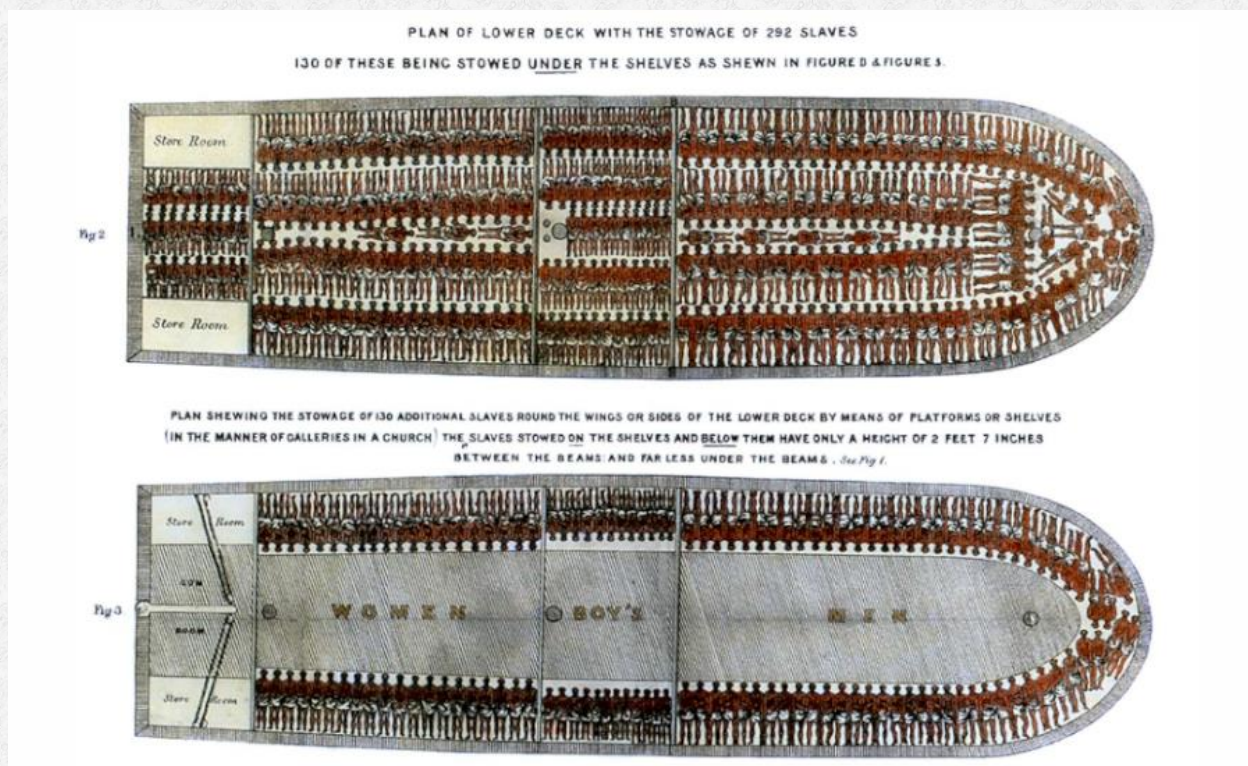 PLAN OF LOWER DECK WITH THE STOWAGE OF 292 SLAVES
130 OF THESE BEING STOWED UNDER THE SHELVES AS SHEWN IN FIGURE D & FIGURE 5.
Store Room
Fig 2
Store Room
PLAN SHEWING THE STOWAGE OF 130 ADDITIONAL SLAVES ROUND THE WINGS OR SIDES OF THE LOWER DECK BY MEANS OF PLATFORMS OR SHELVES
(IN THE MANNER OF GALLERIES IN A CHURCH) THE SLAVES STOWED ON THE SHELVES AND BELOW THEM HAVE ONLY A HEIGHT OF 2 FEET 7 INCHES
BETWEEN THE BEAMS: AND FAR LESS UNDER THE BEAMS. See Fig 1.
Store Room
GUN
Fig 3
WOMEN BOY'S MEN
ROOM
Store Room